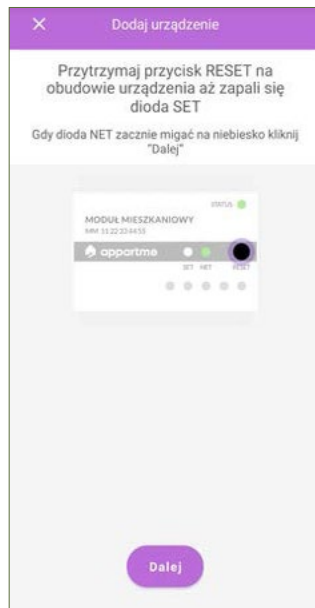 Dodaj urządzenie
Przytrzymaj przycisk RESET na
obudowie urządzenia aż zapali się
dioda SET
Gdy dioda NET zacznie migać na niebiesko kliknij
"Dalej"
STATUS
MODUŁ MIESZKANIOWY
MM 11 22 33 44 55
appartme
SET NET RESET
Dalej